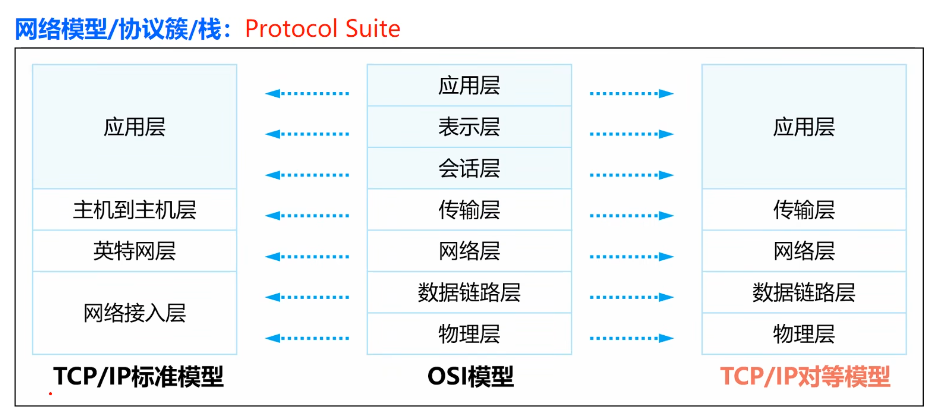 网络模型/协议簇/栈：Protocol Suite
应用层
主机到主机层
英特网层
网络接入层
TCP/IP标准模型
应用层
表示层
会话层
传输层
网络层
数据链路层
物理层
OSI模型
应用层
传输层
网络层
数据链路层
物理层
TCP/IP对等模型